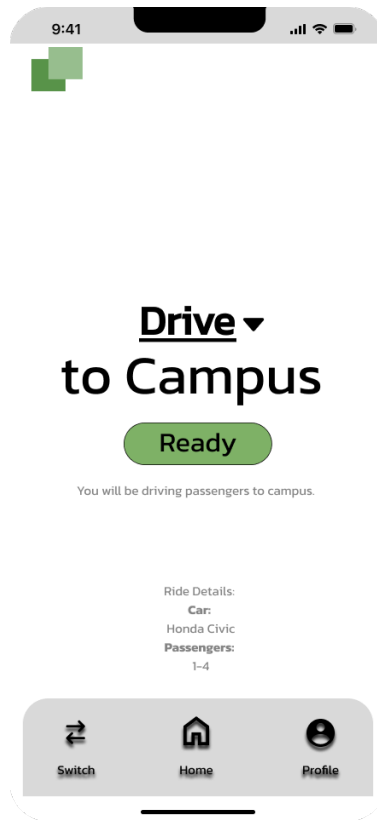 9:41
Drive
to Campus
Ready
You will be driving passengers to campus.
Ride Details:
Car:
Honda Civic
Passengers:
1-4
Switch Home Profile